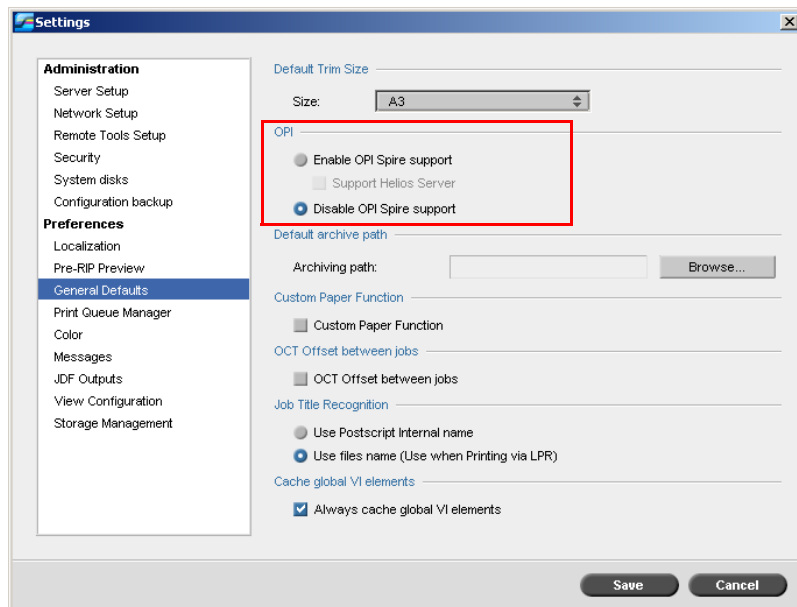 Settings
Administration
Server Setup
Network Setup
Remote Tools Setup
Security
System disks
Configuration backup
Preferences
Localization
Pre-RIP Preview
General Defaults
Print Queue Manager
Color
Messages
JDF Outputs
View Configuration
Storage Management
Default Trim Size
Size: A3
OPI
Enable OPI Spire support
Support Helios Server
Disable OPI Spire support
Default archive path
Archiving path: Browse...
Custom Paper Function
Custom Paper Function
OCT Offset between jobs
OCT Offset between jobs
Job Title Recognition
Use Postscript Internal name
Use files name (Use when Printing via LPR)
Cache global VI elements
Always cache global VI elements
Save Cancel